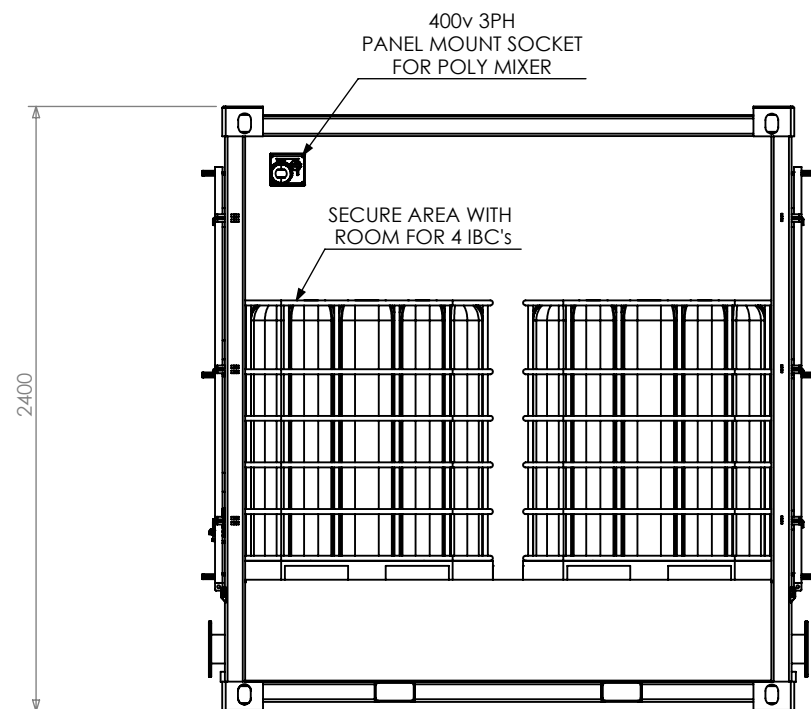 400v 3PH
PANEL MOUNT SOCKET
FOR POLY MIXER
SECURE AREA WITH
ROOM FOR 4 IBC's
2400